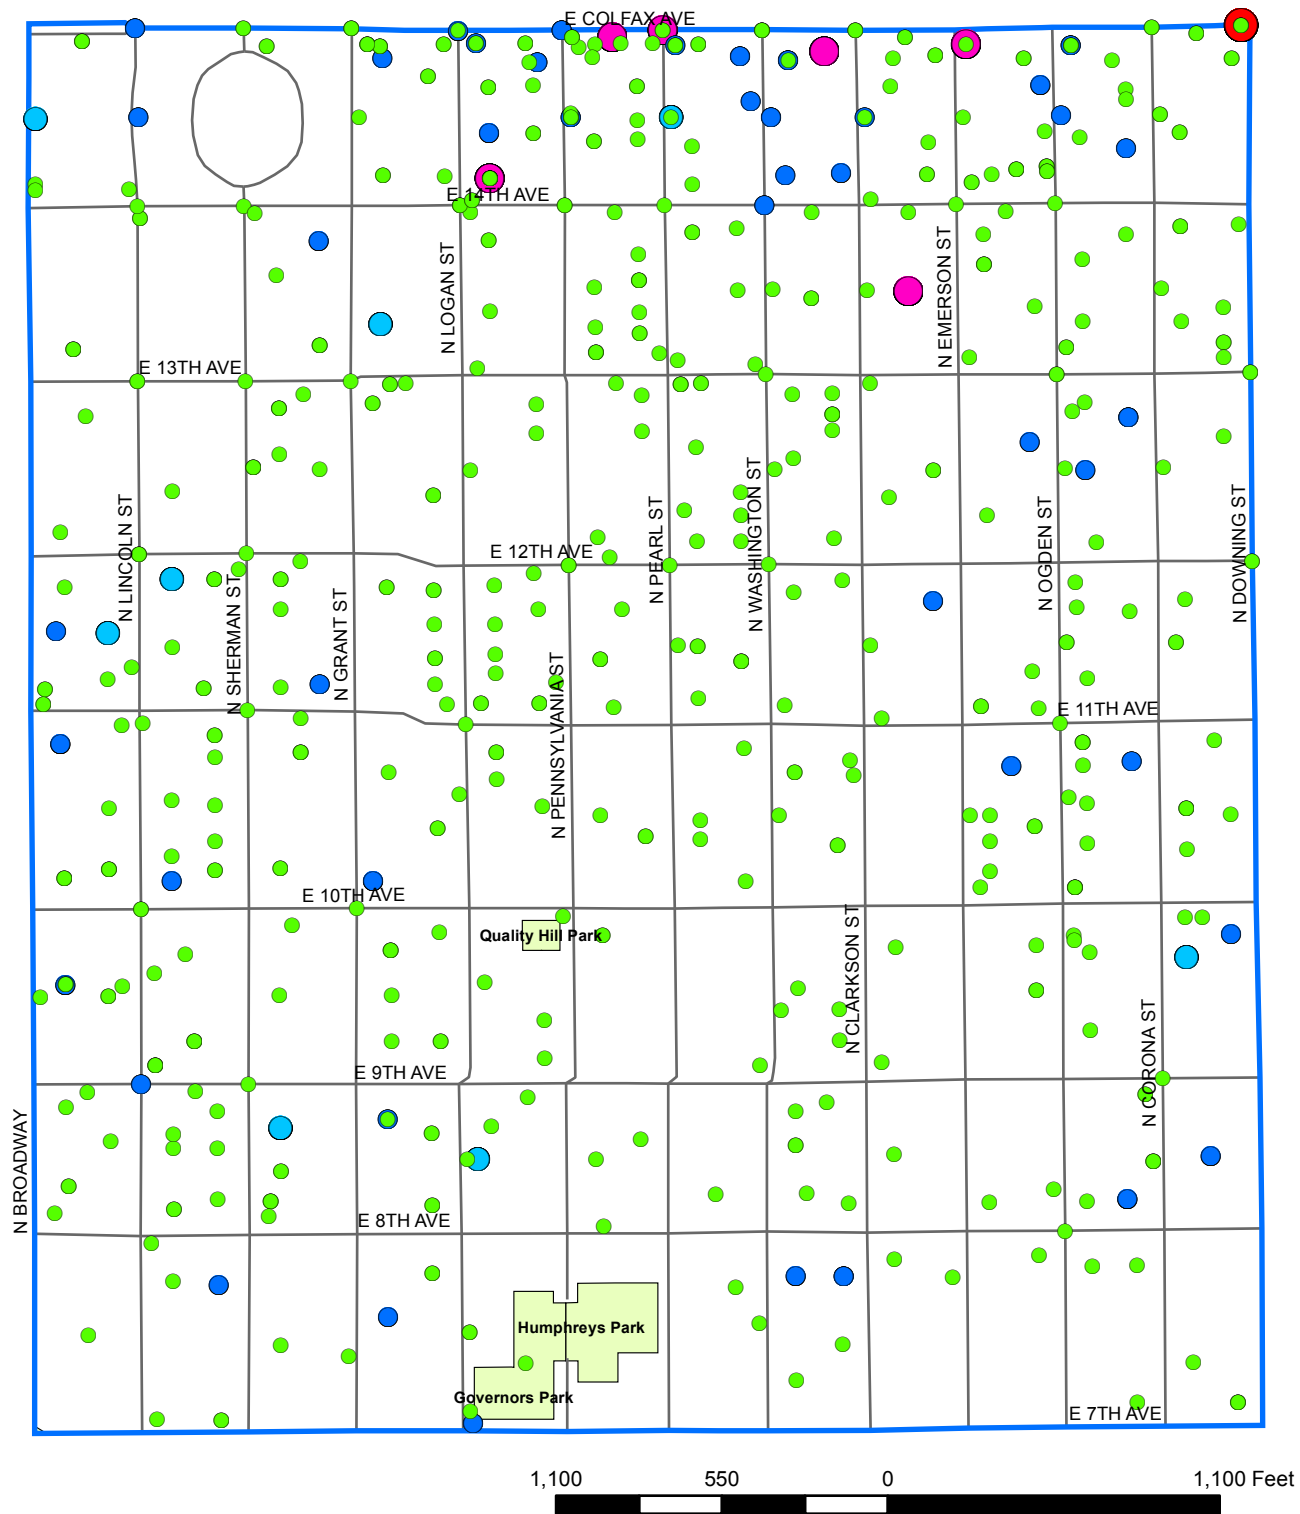 E COLFAX AVE
E 14TH AVE
N LOGAN ST
N EMERSON ST
E 13TH AVE
N LINCOLN ST
N PEARL ST
N WASHINGTON ST
N OGDEN ST
N DOWNING ST
E 12TH AVE
N SHERMAN ST
N GRANT ST
N PENNSYLVANIA ST
E 11TH AVE
E 10TH AVE
Quality Hill Park
N CLARKSON ST
N CORONA ST
E 9TH AVE
N BROADWAY
E 8TH AVE
Humphreys Park
Governors Park
E 7TH AVE
1,100 550 0 1,100 Feet